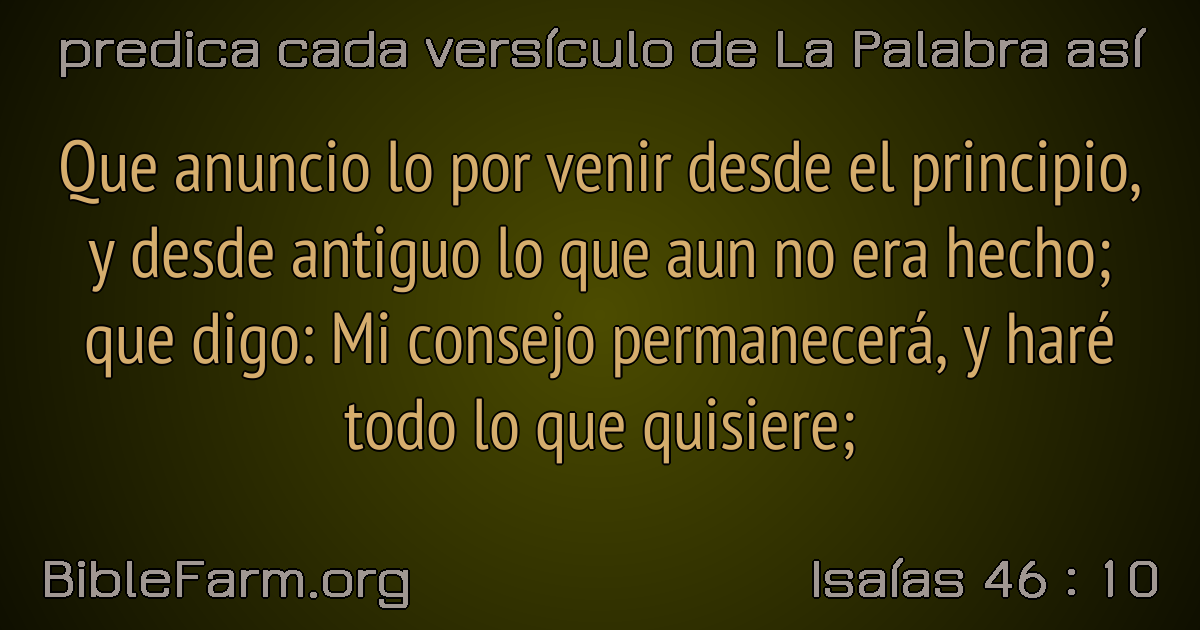 predica cada versículo de La Palabra así
Que anuncio lo por venir desde el principio,
y desde antiguo lo que aun no era hecho;
que digo: Mi consejo permanecerá, y haré
todo lo que quisiere;
BibleFarm.org
Isaías 46 : 10